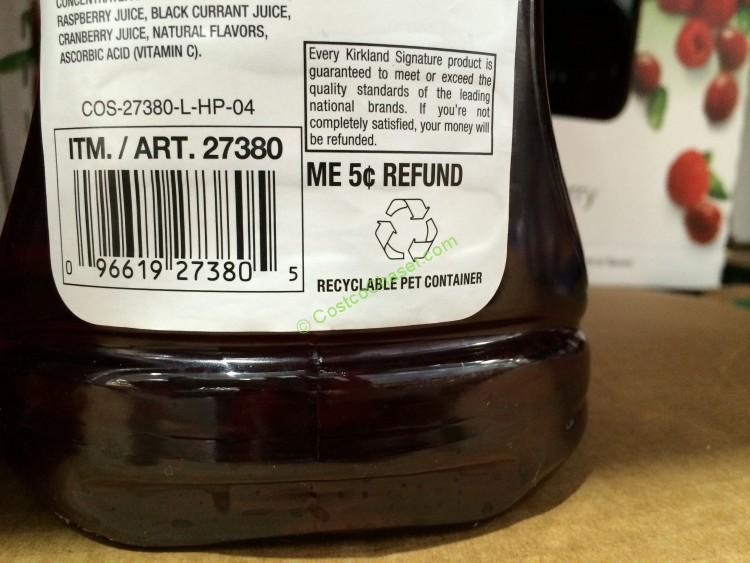 RASPBERRY JUICE, BLACK CURRANT JUICE,
CRANBERRY JUICE, NATURAL FLAVORS,
ASCORBIC ACID (VITAMIN C).
COS-27380-L-HP-04
ITM. / ART. 27380
0 96619 27380 5
Every Kirkland Signature product is
guaranteed to meet or exceed the
quality standards of the leading
national brands. If you're not
completely satisfied, your money will
be refunded.
ME 5¢ REFUND
RECYCLABLE PET CONTAINER
© CostcoChaser.com